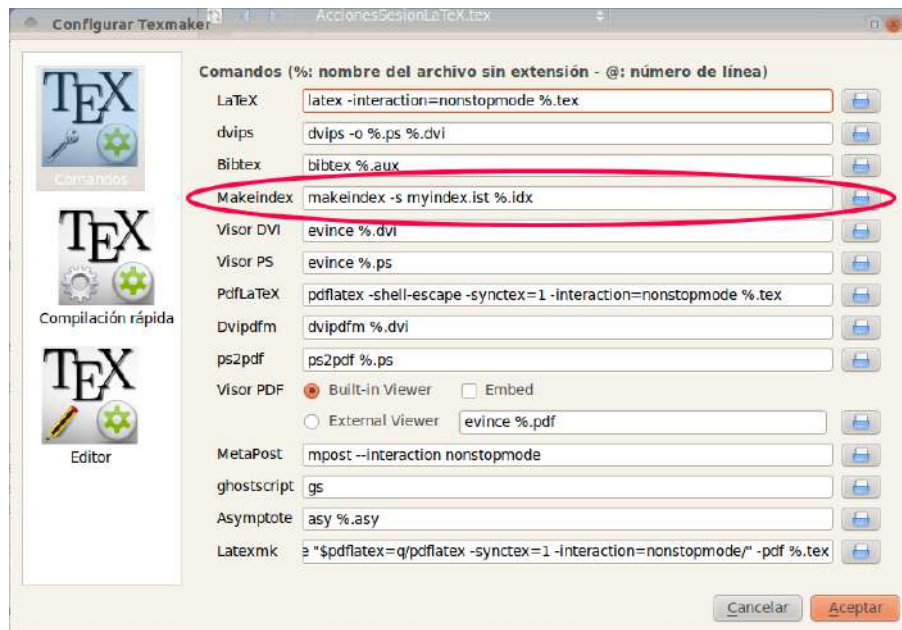 AccionesSesionLaTeX.tex
Configurar Texmaker
Comandos (%: nombre del archivo sin extensión - @: número de línea)
TEX
Comandos
LaTeX latex -interaction=nonstopmode %.tex
dvips dvips -o %.ps %.dvi
Bibtex bibtex %.aux
Makeindex makeindex -s myindex.ist %.idx
TEX
Compilación rápida
Visor DVI evince %.dvi
Visor PS evince %.ps
PdfLaTeX pdflatex -shell-escape -synctex=1 -interaction=nonstopmode %.tex
Dvipdfm dvipdfm %.dvi
ps2pdf ps2pdf %.ps
TEX
Editor
Visor PDF Built-in Viewer Embed
External Viewer evince %.pdf
MetaPost mpost --interaction nonstopmode
ghostscript gs
Asymptote asy %.asy
Latexmk e "$pdflatex=q/pdflatex -synctex=1 -interaction=nonstopmode/" -pdf %.tex
Cancelar Aceptar